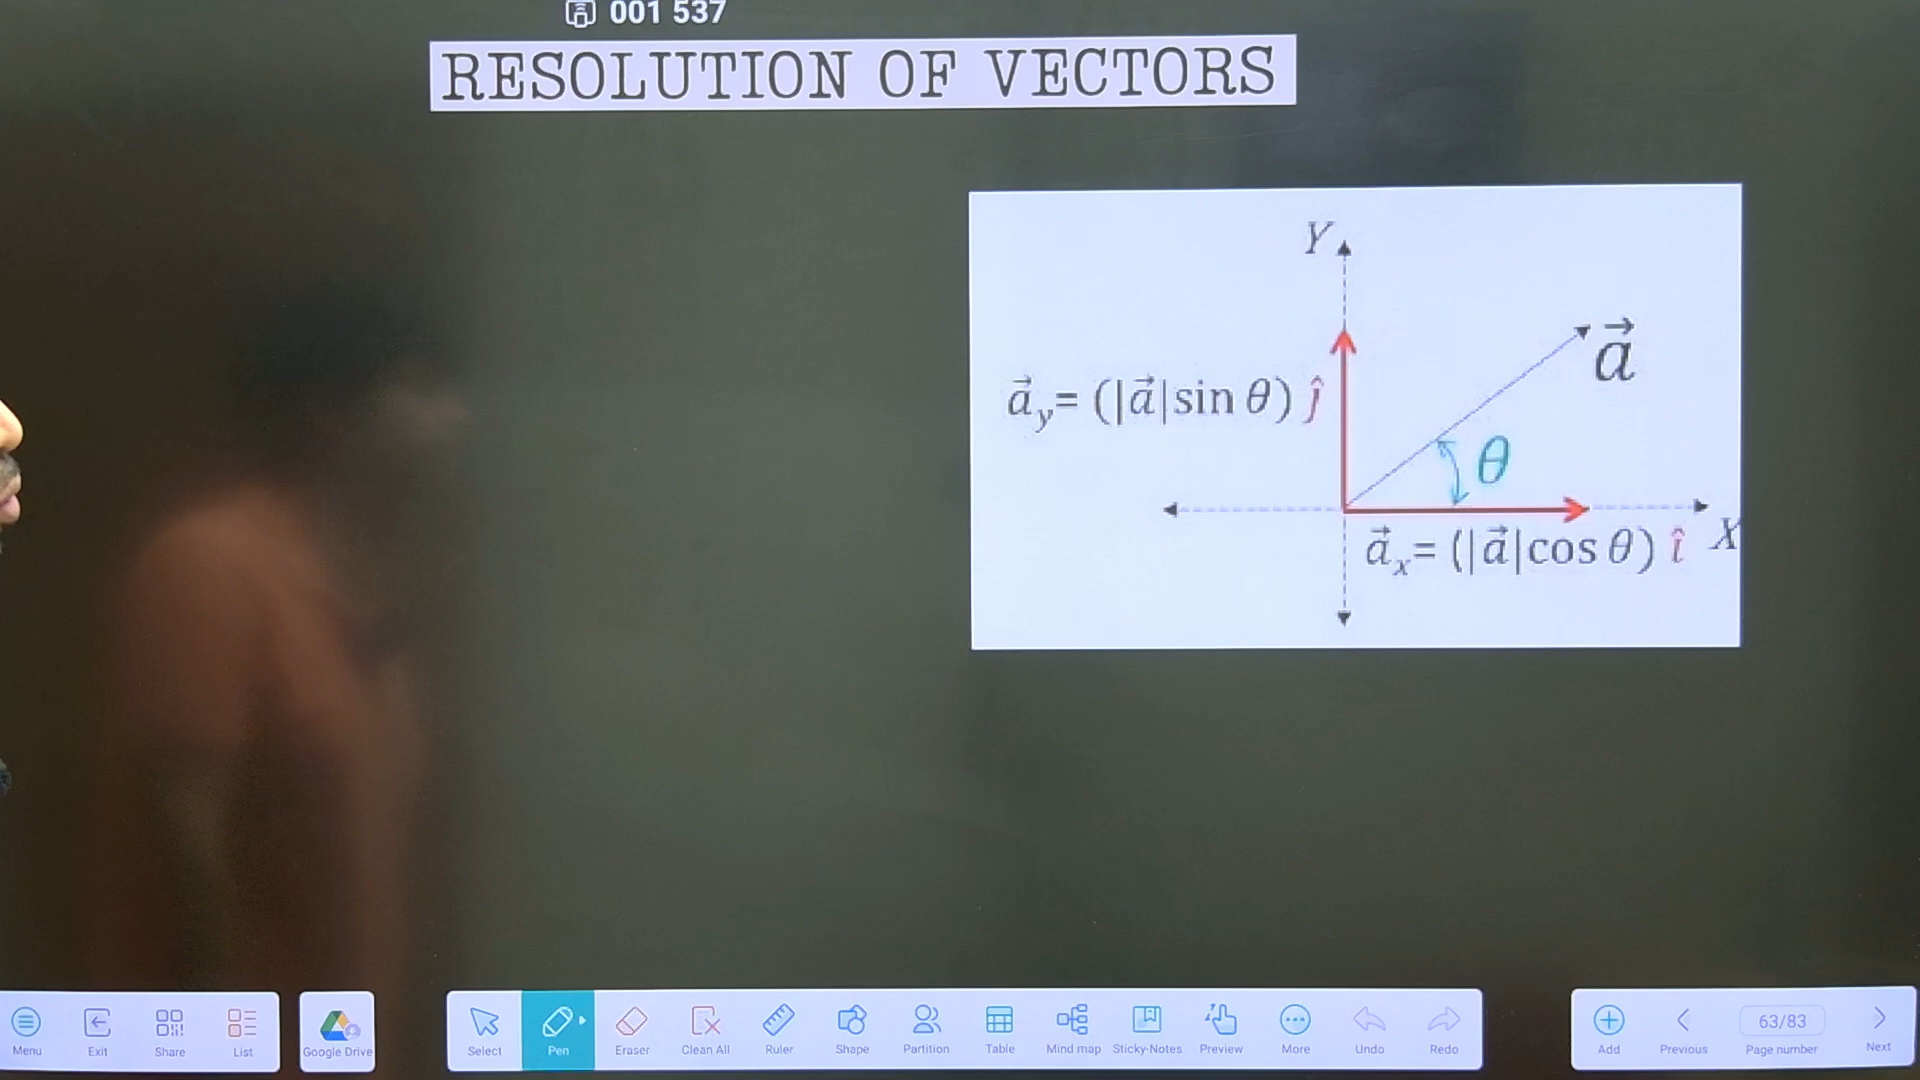 001 537
RESOLUTION OF VECTORS
Y
a⃗
a⃗y= (|a⃗|sin θ) ĵ
θ
a⃗x= (|a⃗|cos θ) î
X
Menu Exit Share List Google Drive Select Pen Eraser Clean All Ruler Shape Partition Table Mind map Sticky-Notes Preview More Undo Redo Add Previous 63/83 Page number Next